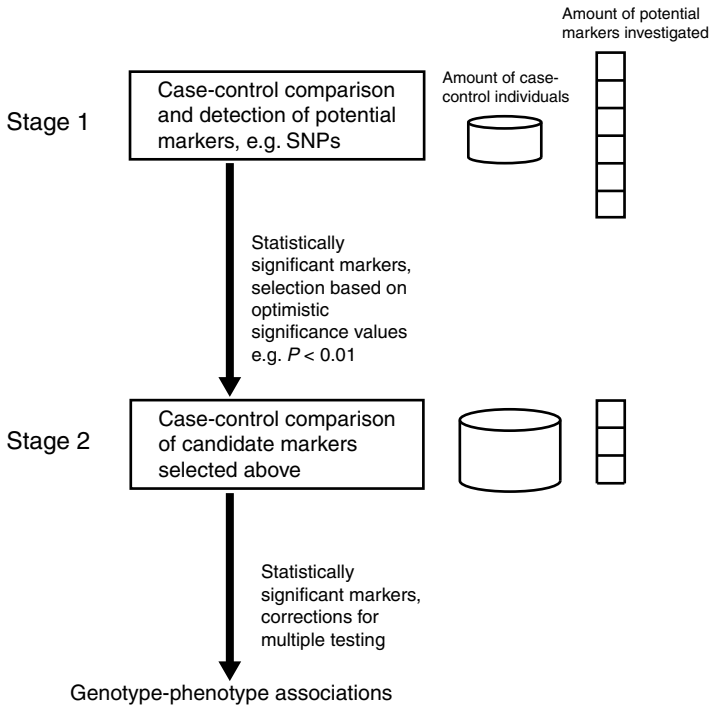 Amount of potential
markers investigated
Stage 1
Case-control comparison
and detection of potential
markers, e.g. SNPs
Amount of case-
control individuals
Statistically
significant markers,
selection based on
optimistic
significance values
e.g. P < 0.01
Stage 2
Case-control comparison
of candidate markers
selected above
Statistically
significant markers,
corrections for
multiple testing
Genotype-phenotype associations